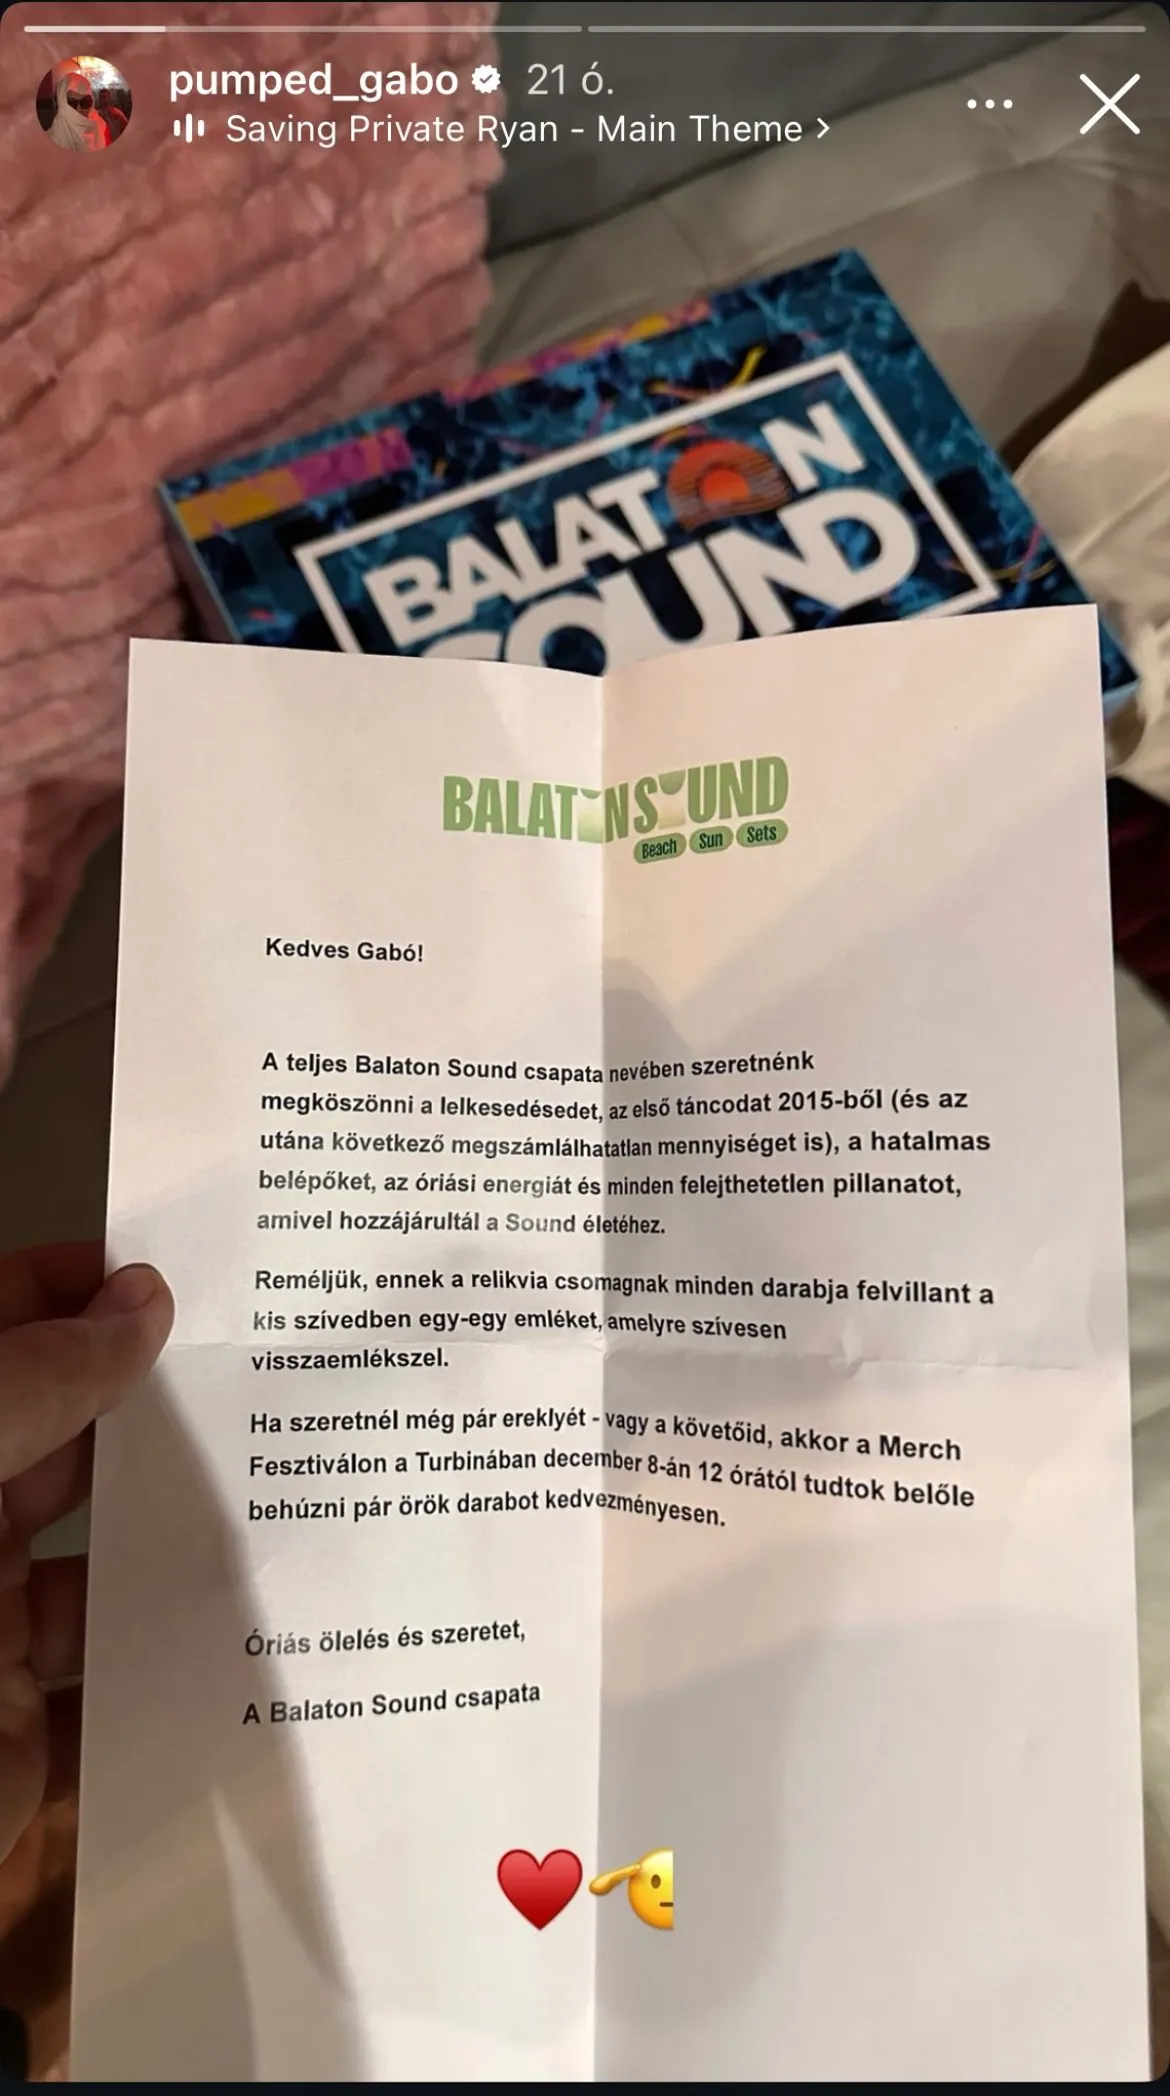 pumped_gabo 21 ó.
Saving Private Ryan - Main Theme
BALATON
SOUND
BALATONSOUND
Beach Sun Sets
Kedves Gabó!
A teljes Balaton Sound csapata nevében szeretnénk
megköszönni a lelkesedésedet, az első táncodat 2015-ből (és az
utána következő megszámlálhatatlan mennyiséget is), a hatalmas
belépőket, az óriási energiát és minden felejthetetlen pillanatot,
amivel hozzájárultál a Sound életéhez.
Reméljük, ennek a relikvia csomagnak minden darabja felvillant a
kis szívedben egy-egy emléket, amelyre szívesen
visszaemlékszel.
Ha szeretnél még pár ereklyét - vagy a követőid, akkor a Merch
Fesztiválon a Turbinában december 8-án 12 órától tudtok belőle
behúzni pár örök darabot kedvezményesen.
Óriás ölelés és szeretet,
A Balaton Sound csapata